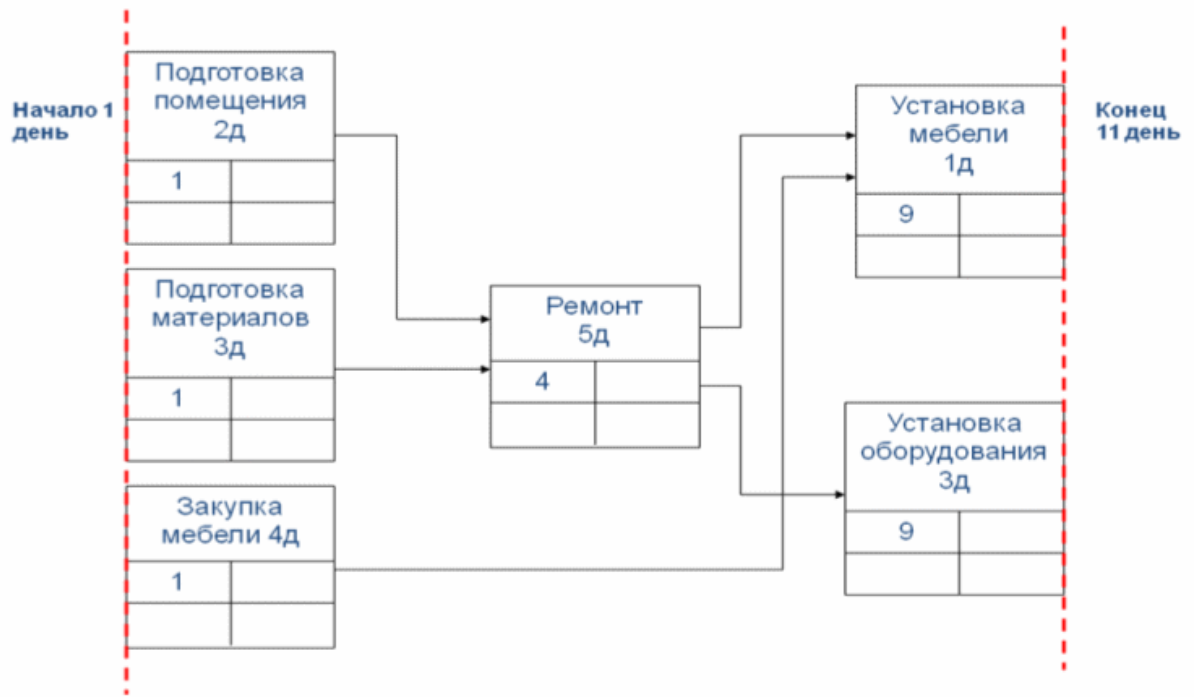 Начало 1
день
Подготовка
помещения
2д
1
Подготовка
материалов
3д
1
Закупка
мебели 4д
1
Ремонт
5д
4
Установка
мебели
1д
9
Установка
оборудования
3д
9
Конец
11 день